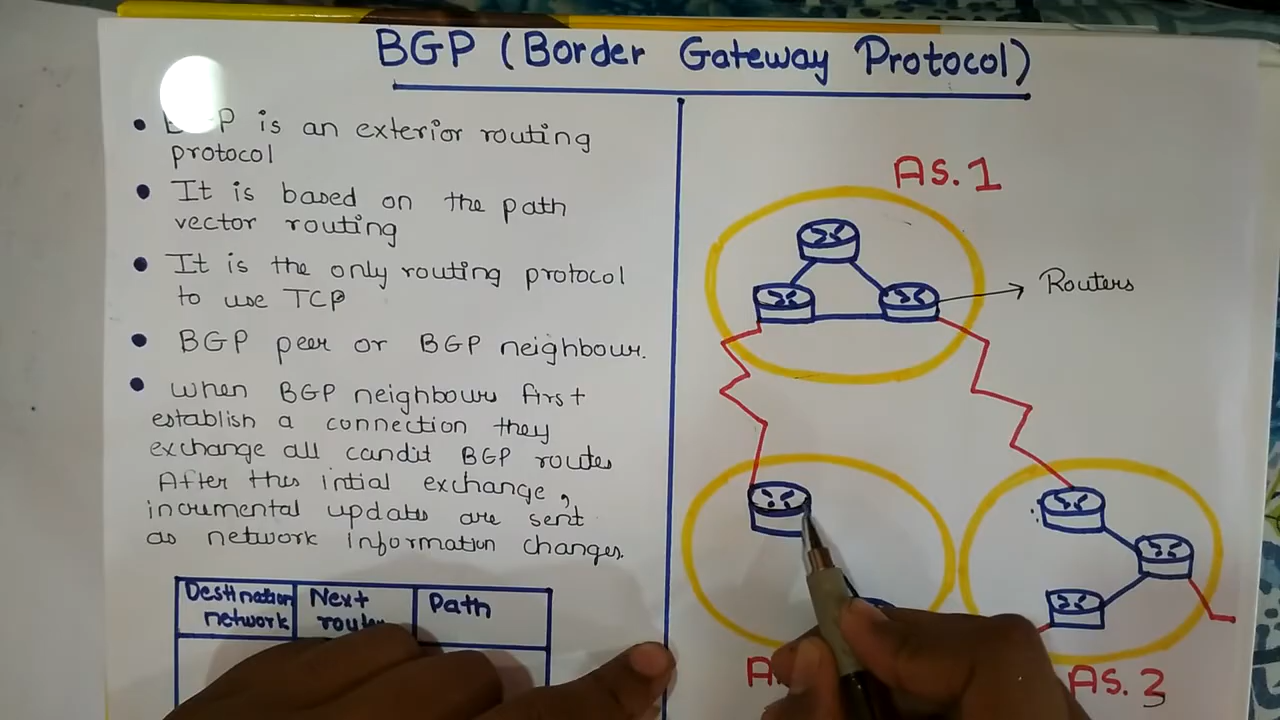 BGP (Border Gateway Protocol)
• P is an exterior routing
protocol
• It is based on the path
vector routing
• It is the only routing protocol
to use TCP
• BGP peer or BGP neighbour.
• When BGP neighbours first
establish a connection they
exchange all candit BGP routes
After this intial exchange,
incrumental updates are sent
as network information changes.
Destination
network
Next
router
Path
AS.1
Routers
AS.3